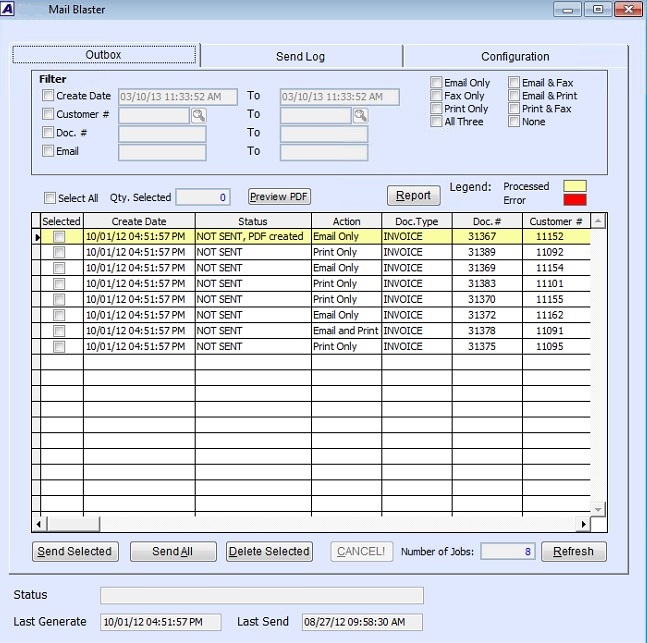 A Mail Blaster
Outbox Send Log Configuration
Filter
Create Date 03/10/13 11:33:52 AM To 03/10/13 11:33:52 AM Email Only Email & Fax
Customer # To Fax Only Email & Print
Doc. # To Print Only Print & Fax
Email To All Three None
Select All Qty. Selected 0 Preview PDF Report Legend: Processed
Error
Selected Create Date Status Action Doc.Type Doc. # Customer #
10/01/12 04:51:57 PM NOT SENT, PDF created Email Only INVOICE 31367 11152
10/01/12 04:51:57 PM NOT SENT Print Only INVOICE 31389 11092
10/01/12 04:51:57 PM NOT SENT Email Only INVOICE 31369 11154
10/01/12 04:51:57 PM NOT SENT Print Only INVOICE 31383 11101
10/01/12 04:51:57 PM NOT SENT Print Only INVOICE 31370 11155
10/01/12 04:51:57 PM NOT SENT Email Only INVOICE 31372 11162
10/01/12 04:51:57 PM NOT SENT Email and Print INVOICE 31378 11091
10/01/12 04:51:57 PM NOT SENT Print Only INVOICE 31375 11095
Send Selected Send All Delete Selected CANCEL! Number of Jobs: 8 Refresh
Status
Last Generate 10/01/12 04:51:57 PM Last Send 08/27/12 09:58:30 AM